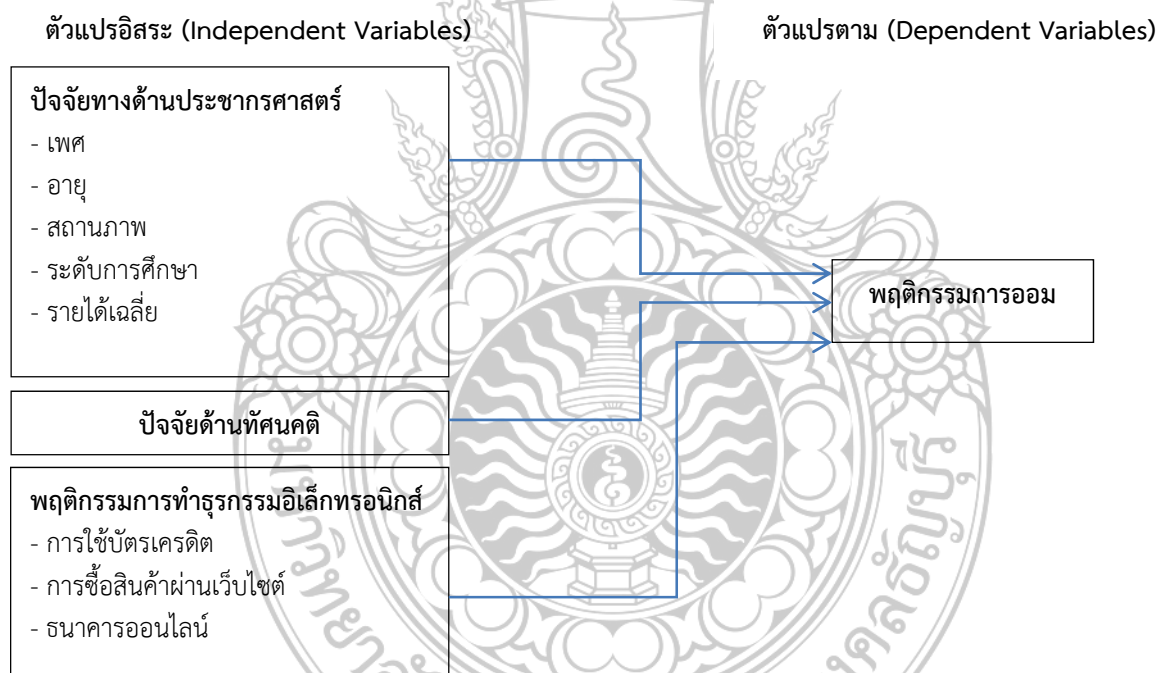 ตัวแปรอิสระ (Independent Variables)
ตัวแปรตาม (Dependent Variables)
ปัจจัยทางด้านประชากรศาสตร์
- เพศ
- อายุ
- สถานภาพ
- ระดับการศึกษา
- รายได้เฉลี่ย
พฤติกรรมการออม
ปัจจัยด้านทัศนคติ
พฤติกรรมการทำธุรกรรมอิเล็กทรอนิกส์
- การใช้บัตรเครดิต
- การซื้อสินค้าผ่านเว็บไซต์
- ธนาคารออนไลน์